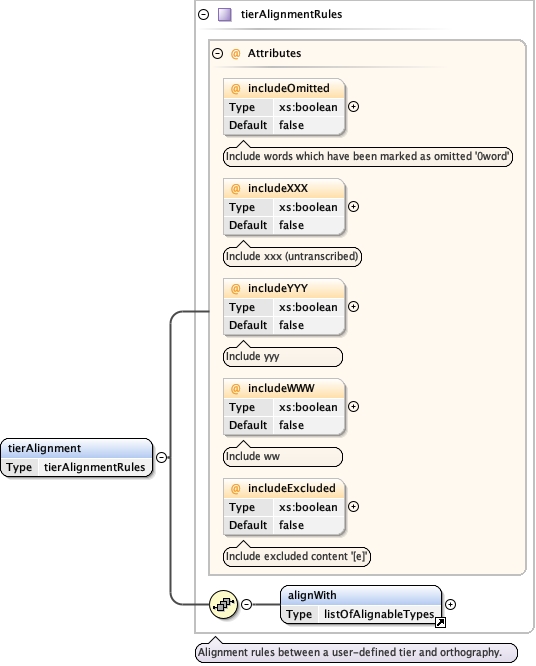 tierAlignmentRules
@ Attributes
@ includeOmitted
Type xs:boolean
Default false
Include words which have been marked as omitted '0word'
@ includeXXX
Type xs:boolean
Default false
Include xxx (untranscribed)
@ includeYYY
Type xs:boolean
Default false
Include yyy
@ includeWWW
Type xs:boolean
Default false
Include ww
tierAlignment
Type tierAlignmentRules
@ includeExcluded
Type xs:boolean
Default false
Include excluded content '[e]'
alignWith
Type listOfAlignableTypes
Alignment rules between a user-defined tier and orthography.